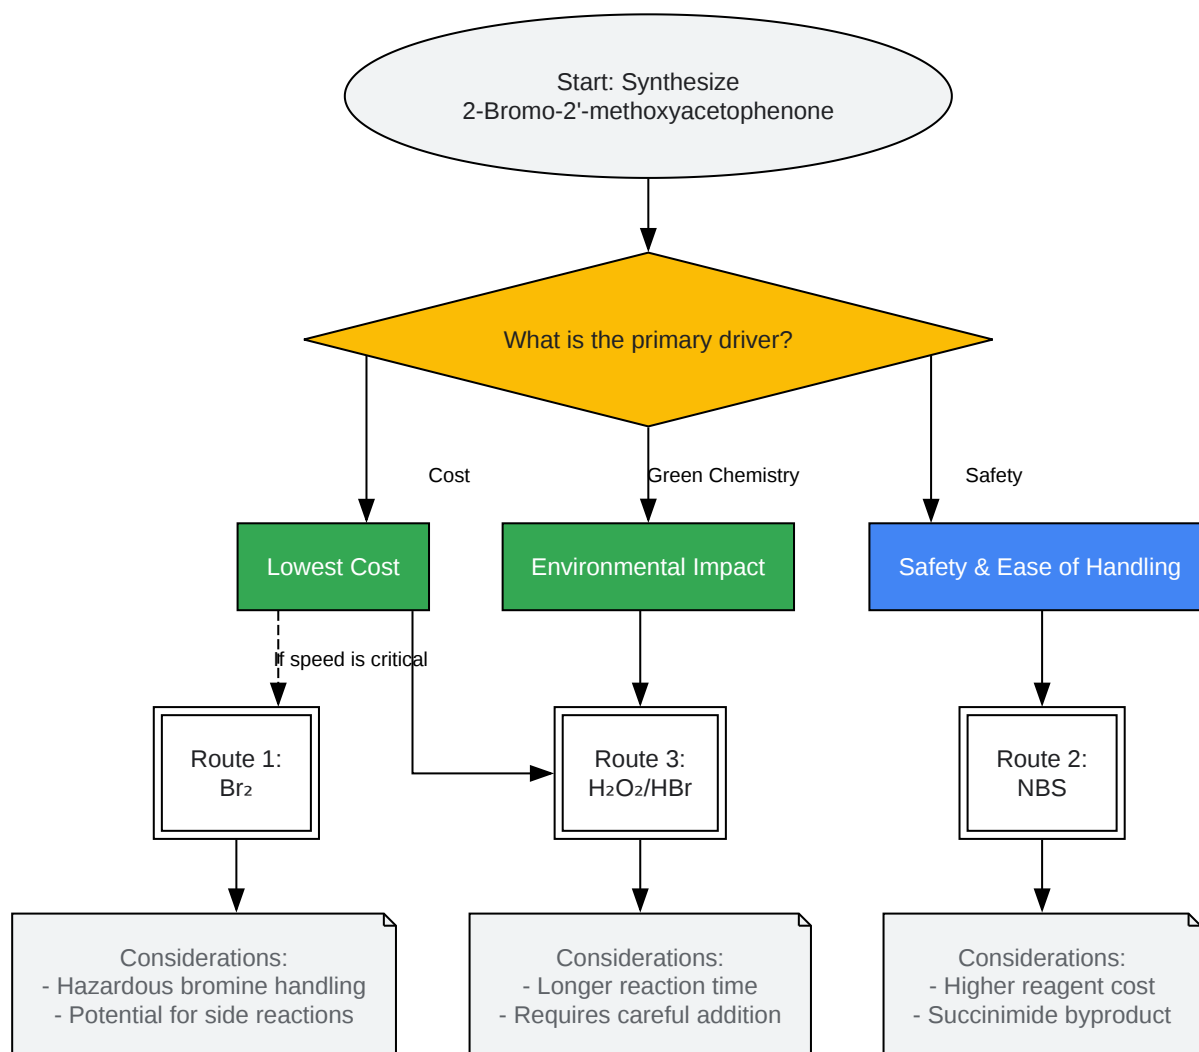 Start: Synthesize
2-Bromo-2'-methoxyacetophenone
What is the primary driver?
Cost
Green Chemistry
Safety
Lowest Cost
Environmental Impact
Safety & Ease of Handling
If speed is critical
Route 1:
Br₂
Route 3:
H₂O₂/HBr
Route 2:
NBS
Considerations:
- Hazardous bromine handling
- Potential for side reactions
Considerations:
- Longer reaction time
- Requires careful addition
Considerations:
- Higher reagent cost
- Succinimide byproduct